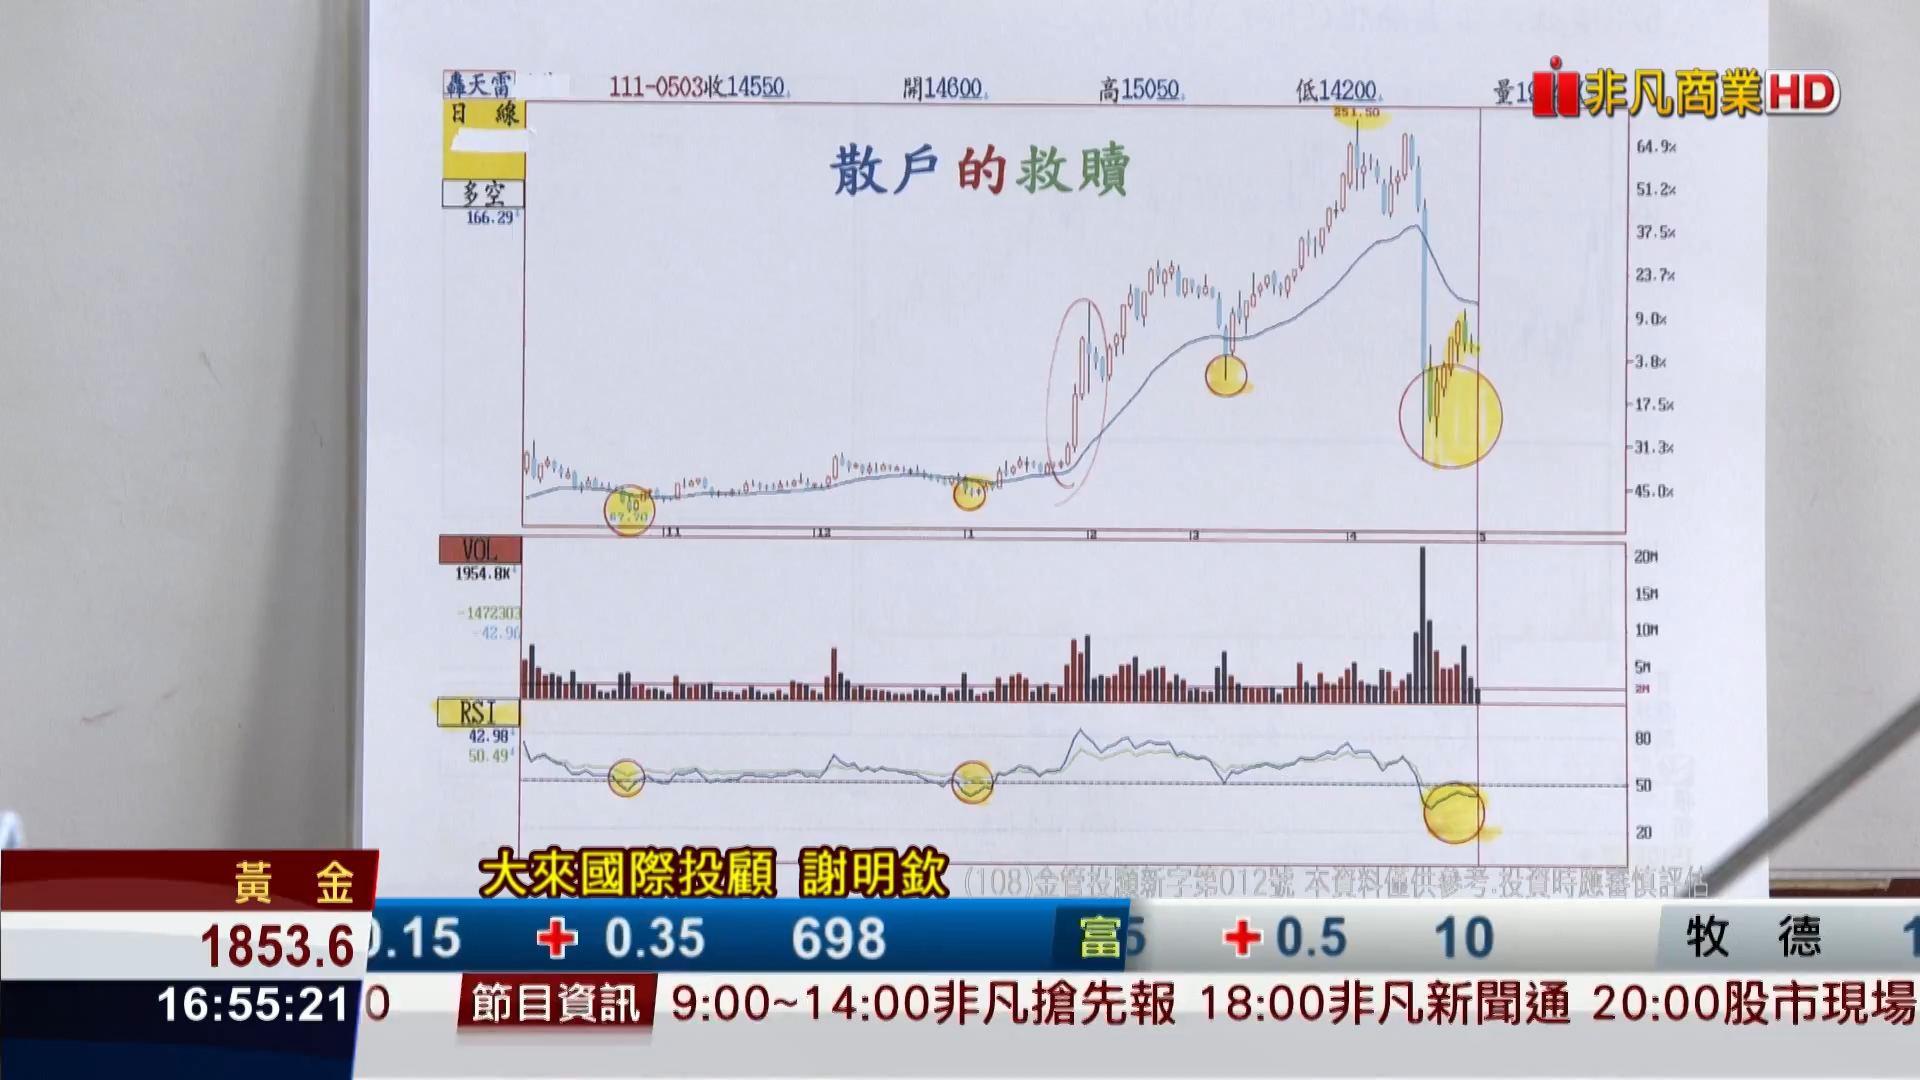 轟天雷
111-0503收14550
開14600
高15050
低14200
非凡商業HD
日 線
251.50
散戶的救贖
多空
166.29
64.9%
51.2%
37.5%
23.7%
9.0%
-3.8%
-17.5%
-31.3%
-45.0%
67.70
11 12 1 2 3 4 5
VOL
1954.8K
-1472303
20M
15M
10M
5M
2M
RSI
42.98
50.49
80
50
20
大來國際投顧 謝明欽
(108)金管投顧新字第012號 本資料僅供參考.投資時應審慎評估
黃 金
1853.6
0.15 0.35 698 富 5 0.5 10 牧 德
16:55:21
0 節目資訊 9:00~14:00非凡搶先報 18:00非凡新聞通 20:00股市現場